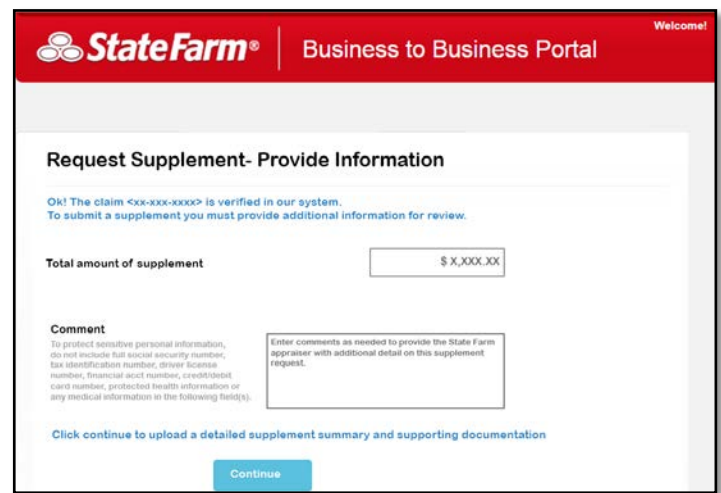 Welcome!
StateFarm®
Business to Business Portal
Request Supplement- Provide Information
Ok! The claim <xx-xxx-xxxx> is verified in our system.
To submit a supplement you must provide additional information for review.
Total amount of supplement
$ X,XXX.XX
Comment
To protect sensitive personal information,
do not include full social security number,
tax identification number, driver license
number, financial acct number, credit/debit
card number, protected health information or
any medical information in the following field(s).
Enter comments as needed to provide the State Farm
appraiser with additional detail on this supplement
request.
Click continue to upload a detailed supplement summary and supporting documentation
Continue